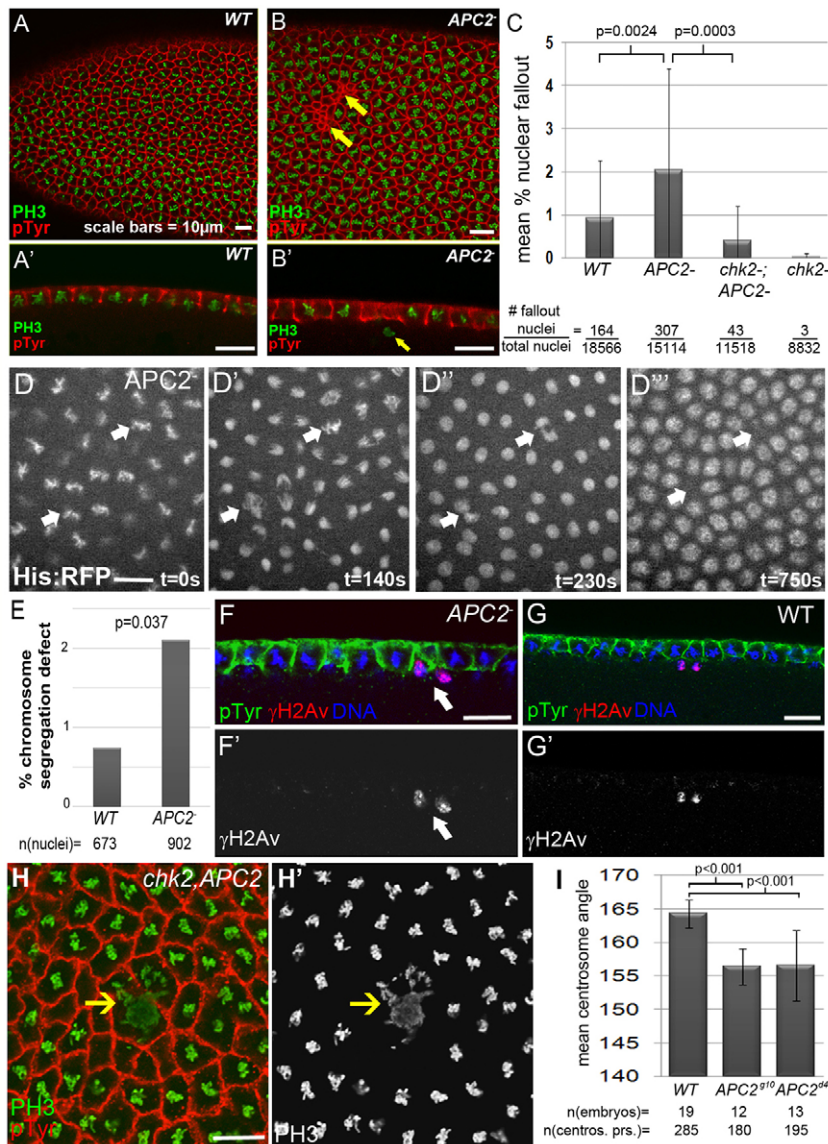 A
WT
PH3
pTyr
scale bars = 10μm
B
APC2-
PH3
pTyr
A'
WT
PH3
pTyr
B'
APC2-
PH3
pTyr
C
p=0.0024
p=0.0003
mean % nuclear fallout
5
4
3
2
1
0
WT
APC2-
chk2-; APC2-
chk2-
# fallout nuclei
total nuclei
=
164
18566
307
15114
43
11518
3
8832
D
APC2-
His:RFP
t=0s
D'
t=140s
D''
t=230s
D'''
t=750s
E
p=0.037
% chromosome segregation defect
2
1
0
WT
APC2-
n(nuclei)=
673
902
F
APC2-
pTyr γH2Av DNA
G
WT
pTyr γH2Av DNA
F'
γH2Av
G'
γH2Av
H
chk2,APC2
PH3
pTyr
H'
PH3
I
p<0.001
p<0.001
mean centrosome angle
170
165
160
155
150
145
140
WT
APC2g10
APC2d4
n(embryos)=
19
12
13
n(centros. prs.)=
285
180
195